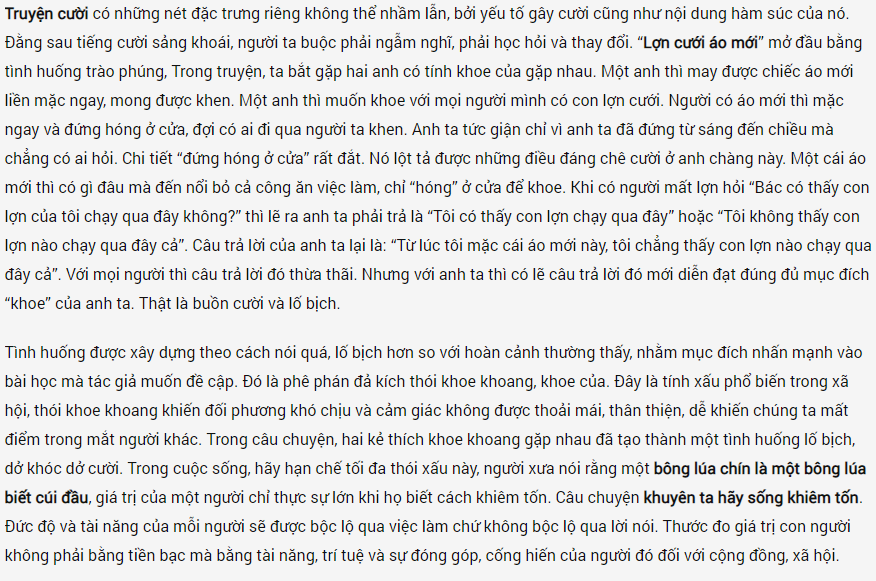 Truyện cười có những nét đặc trưng riêng không thể nhầm lẫn, bởi yếu tố gây cười cũng như nội dung hàm súc của nó.
Đằng sau tiếng cười sảng khoái, người ta buộc phải ngẫm nghĩ, phải học hỏi và thay đổi. “Lợn cưới áo mới” mở đầu bằng
tình huống trào phúng, Trong truyện, ta bắt gặp hai anh có tính khoe của gặp nhau. Một anh thì may được chiếc áo mới
liền mặc ngay, mong được khen. Một anh thì muốn khoe với mọi người mình có con lợn cưới. Người có áo mới thì mặc
ngay và đứng hóng ở cửa, đợi có ai đi qua người ta khen. Anh ta tức giận chỉ vì anh ta đã đứng từ sáng đến chiều mà
chẳng có ai hỏi. Chi tiết “đứng hóng ở cửa” rất đắt. Nó lột tả được những điều đáng chê cười ở anh chàng này. Một cái áo
mới thì có gì đâu mà đến nổi bỏ cả công ăn việc làm, chỉ “hóng” ở cửa để khoe. Khi có người mất lợn hỏi “Bác có thấy con
lợn của tôi chạy qua đây không?” thì lẽ ra anh ta phải trả là “Tôi có thấy con lợn chạy qua đây” hoặc “Tôi không thấy con
lợn nào chạy qua đây cả”. Câu trả lời của anh ta lại là: “Từ lúc tôi mặc cái áo mới này, tôi chẳng thấy con lợn nào chạy qua
đây cả”. Với mọi người thì câu trả lời đó thừa thãi. Nhưng với anh ta thì có lẽ câu trả lời đó mới diễn đạt đúng đủ mục đích
“khoe” của anh ta. Thật là buồn cười và lố bịch.
Tình huống được xây dựng theo cách nói quá, lố bịch hơn so với hoàn cảnh thường thấy, nhằm mục đích nhấn mạnh vào
bài học mà tác giả muốn đề cập. Đó là phê phán đả kích thói khoe khoang, khoe của. Đây là tính xấu phổ biến trong xã
hội, thói khoe khoang khiến đối phương khó chịu và cảm giác không được thoải mái, thân thiện, dễ khiến chúng ta mất
điểm trong mắt người khác. Trong câu chuyện, hai kẻ thích khoe khoang gặp nhau đã tạo thành một tình huống lố bịch,
dở khóc dở cười. Trong cuộc sống, hãy hạn chế tối đa thói xấu này, người xưa nói rằng một bông lúa chín là một bông lúa
biết cúi đầu, giá trị của một người chỉ thực sự lớn khi họ biết cách khiêm tốn. Câu chuyện khuyên ta hãy sống khiêm tốn.
Đức độ và tài năng của mỗi người sẽ được bộc lộ qua việc làm chứ không bộc lộ qua lời nói. Thước đo giá trị con người
không phải bằng tiền bạc mà bằng tài năng, trí tuệ và sự đóng góp, cống hiến của người đó đối với cộng đồng, xã hội.